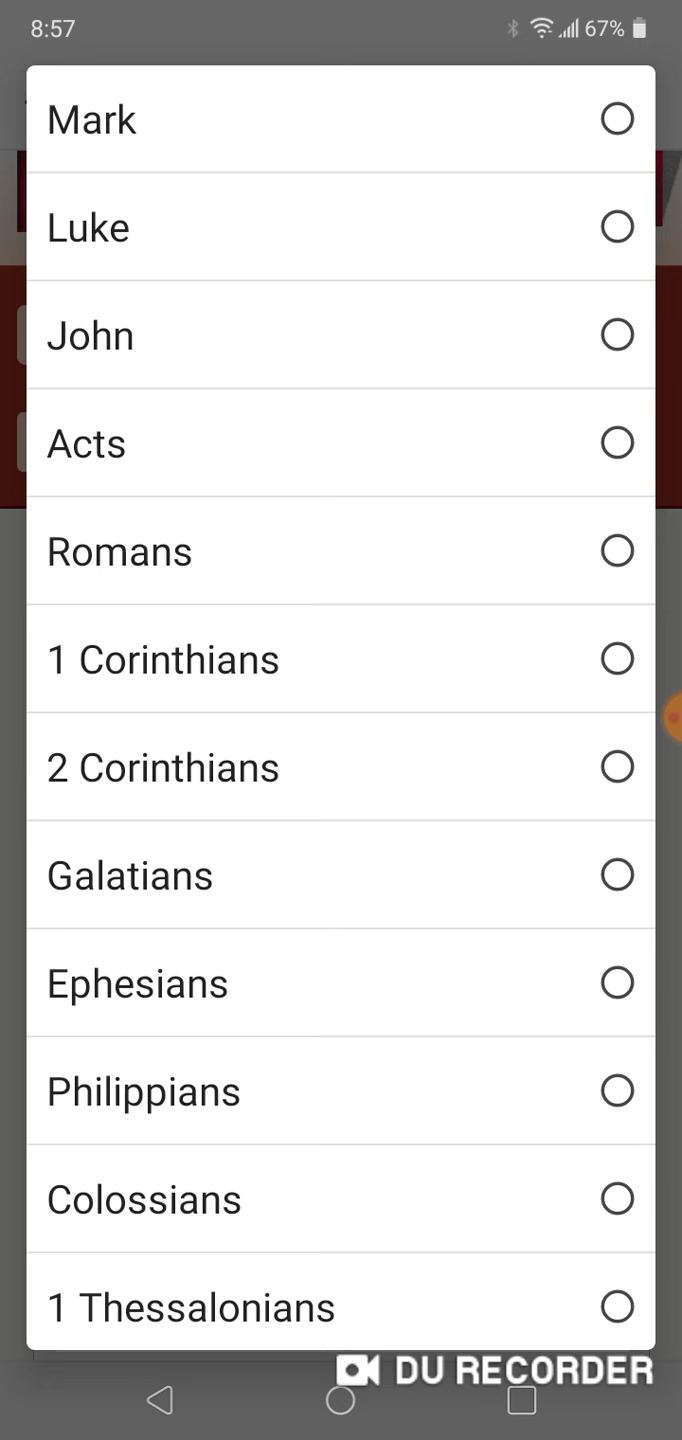 8:57
67%
Mark
Luke
John
Acts
Romans
1 Corinthians
2 Corinthians
Galatians
Ephesians
Philippians
Colossians
1 Thessalonians
DU RECORDER